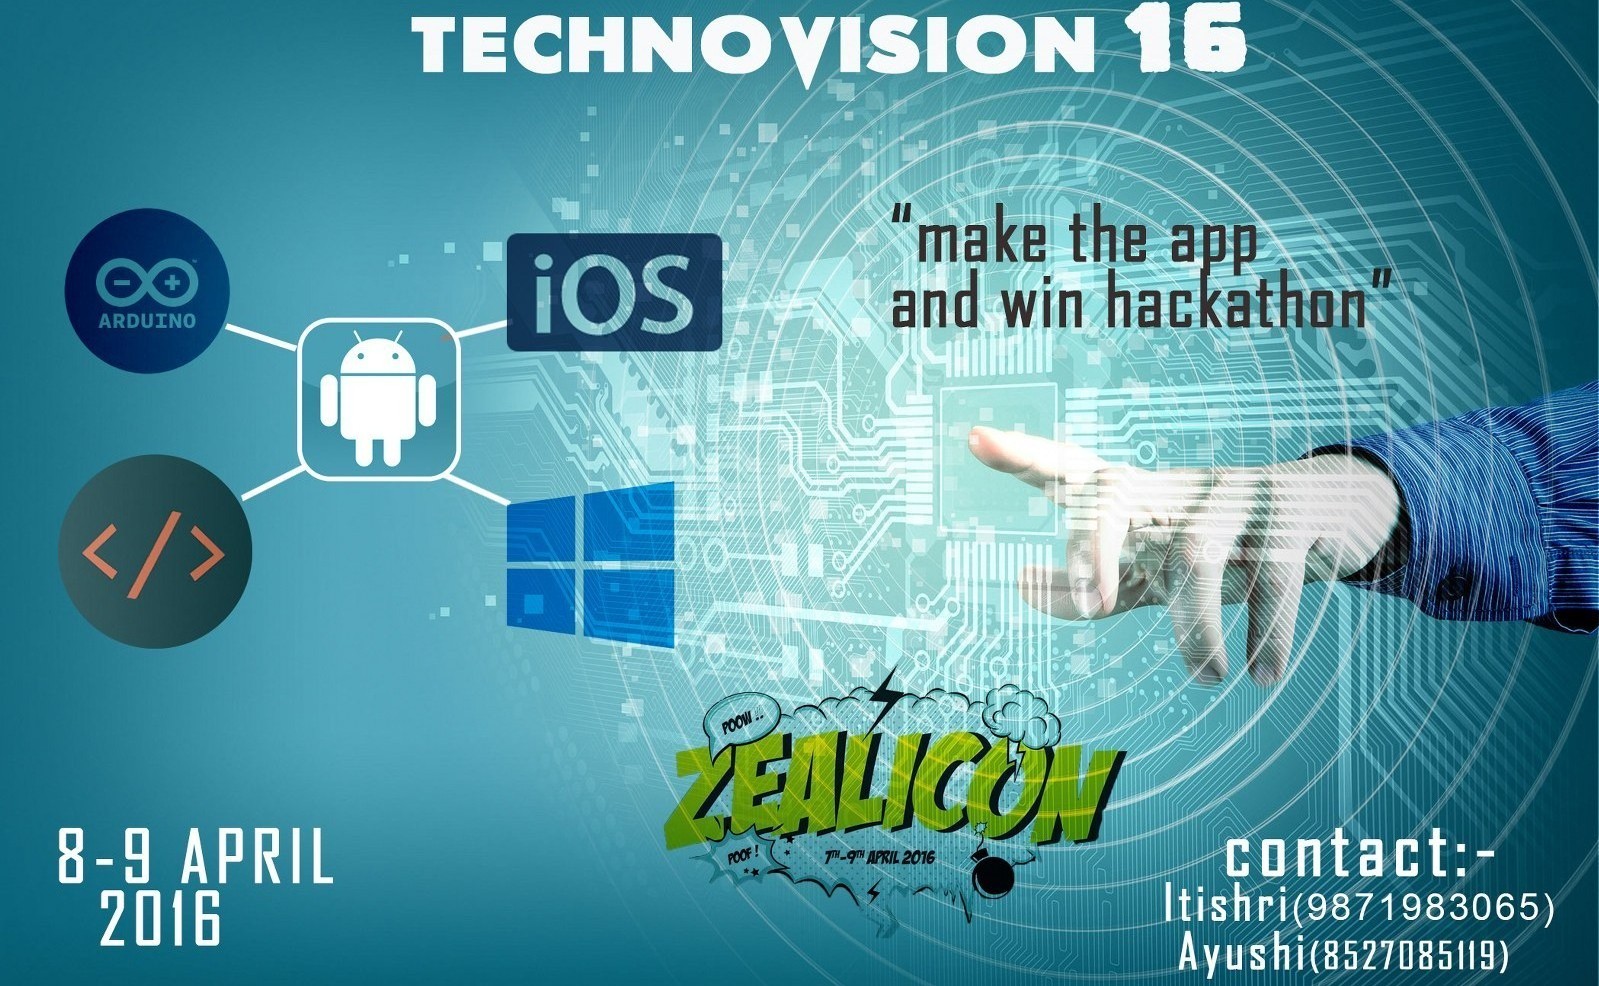 TECHNOVISION 16
ARDUINO
iOS
</>
"make the app
and win hackathon"
POOW..
ZEALICON
POOF!
7TH-9TH APRIL 2016
8-9 APRIL
2016
contact:-
Itishri(9871983065)
Ayushi(8527085119)